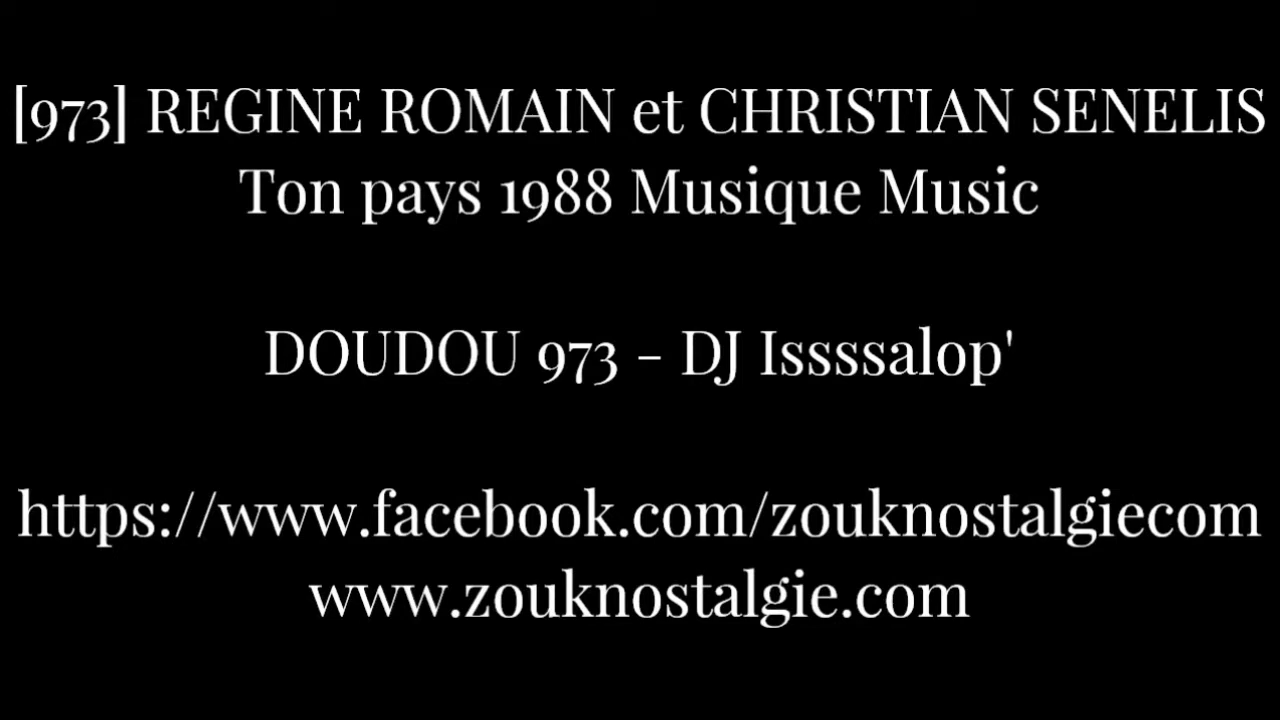 [973] REGINE ROMAIN et CHRISTIAN SENELIS
Ton pays 1988 Musique Music
DOUDOU 973 - DJ Issssalop'
https://www.facebook.com/zouknostalgiecom
www.zouknostalgie.com